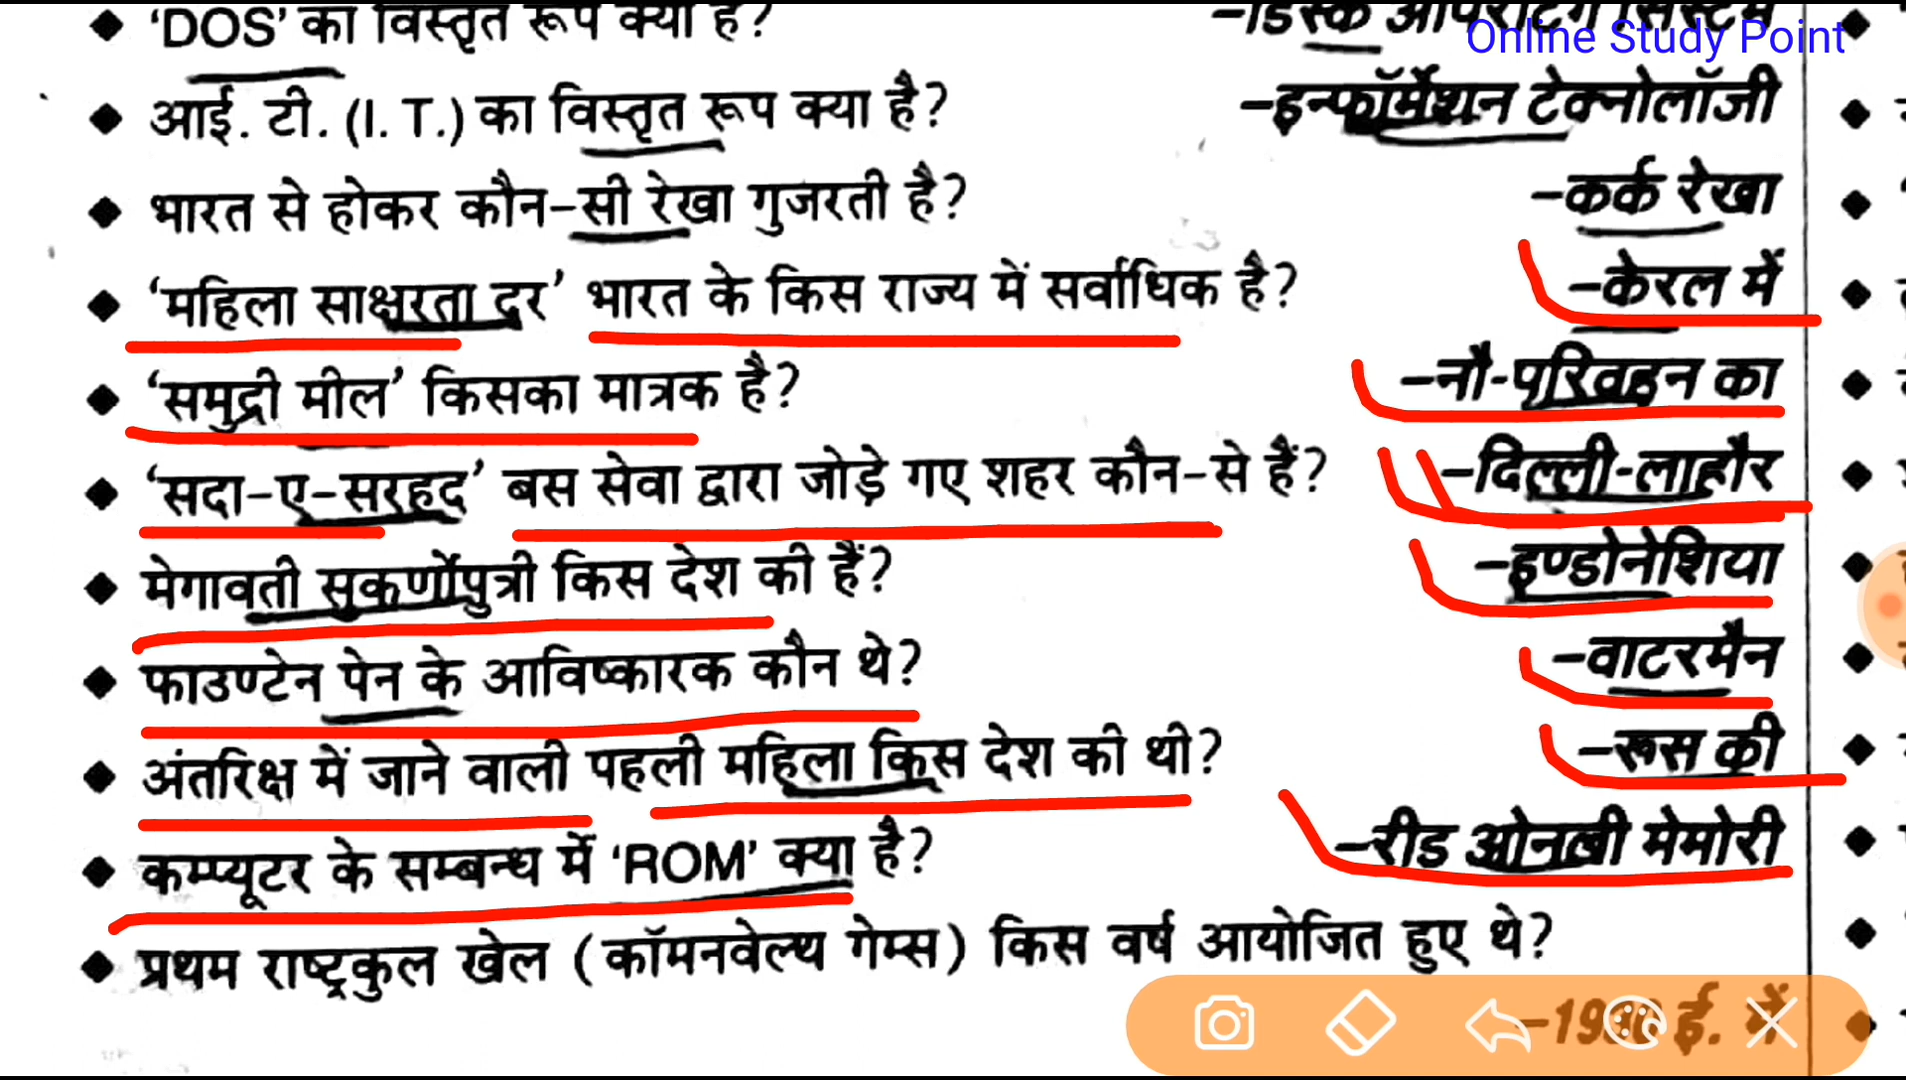 'DOS' का विस्तृत रूप क्या है? –डिस्क ऑपरेटिंग सिस्टम
Online Study Point
आई. टी. (I. T.) का विस्तृत रूप क्या है? –इन्फॉर्मेशन टेक्नोलॉजी
भारत से होकर कौन-सी रेखा गुजरती है? –कर्क रेखा
'महिला साक्षरता दर' भारत के किस राज्य में सर्वाधिक है? –केरल में
'समुद्री मील' किसका मात्रक है? –नौ-परिवहन का
'सदा-ए-सरहद' बस सेवा द्वारा जोड़े गए शहर कौन-से हैं? –दिल्ली-लाहौर
मेगावती सुकर्णोपुत्री किस देश की हैं? –इण्डोनेशिया
फाउण्टेन पेन के आविष्कारक कौन थे? –वाटरमैन
अंतरिक्ष में जाने वाली पहली महिला किस देश की थी? –रूस की
कम्प्यूटर के सम्बन्ध में 'ROM' क्या है? –रीड ओनली मेमोरी
प्रथम राष्ट्रकुल खेल (कॉमनवेल्थ गेम्स) किस वर्ष आयोजित हुए थे?
ई. में